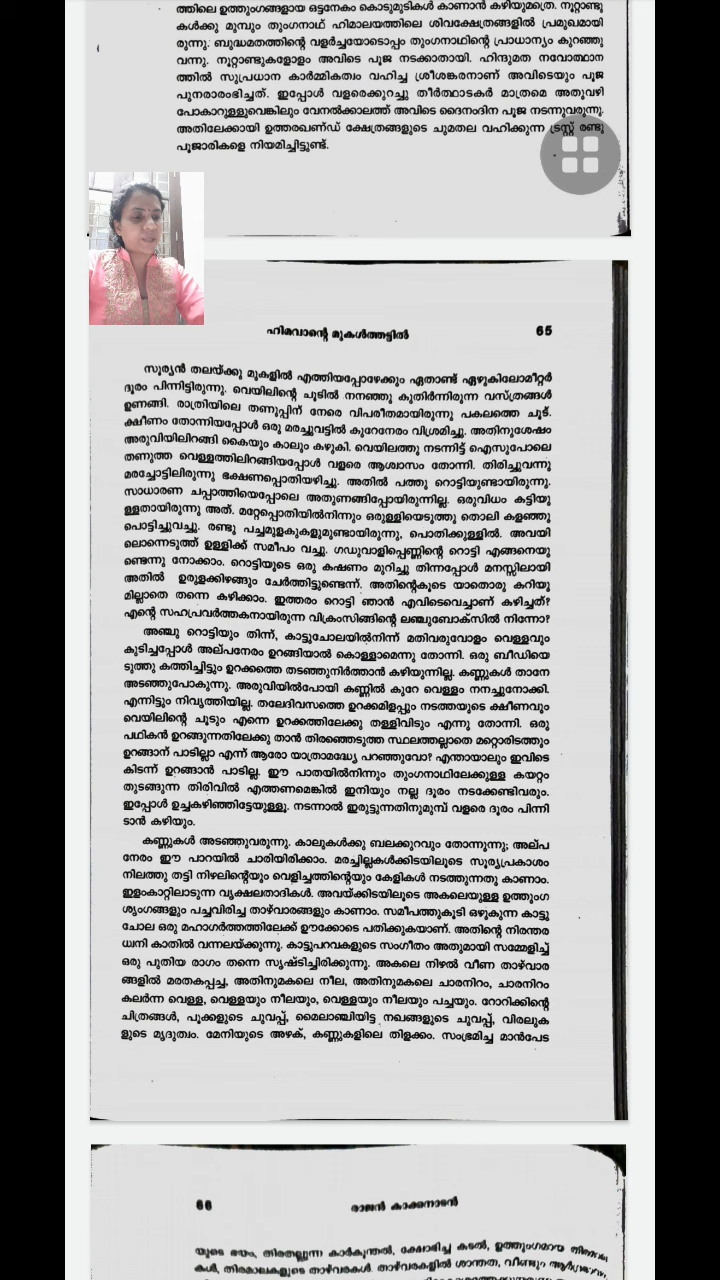 ത്തിലെ ഉത്തുംഗങ്ങളായ ഒട്ടനേകം കൊടുമുടികൾ കാണാൻ കഴിയുമത്രെ. നൂറ്റാണ്ടു
കൾക്കു മുമ്പും തുംഗനാഥ് ഹിമാലയത്തിലെ ശിവക്ഷേത്രങ്ങളിൽ പ്രമുഖമായി
രുന്നു. ബുദ്ധമതത്തിന്റെ വളർച്ചയോടൊപ്പം തുംഗനാഥിന്റെ പ്രാധാന്യം കുറഞ്ഞു
വന്നു. നൂറ്റാണ്ടുകളോളം അവിടെ പൂജ നടക്കാതായി. ഹിന്ദുമത നവോത്ഥാന
ത്തിൽ സുപ്രധാന കാർമ്മികത്വം വഹിച്ച ശ്രീശങ്കരനാണ് അവിടെയും പൂജ
പുനരാരംഭിച്ചത്. ഇപ്പോൾ വളരെക്കുറച്ചു തീർത്ഥാടകർ മാത്രമെ അതുവഴി
പോകാറുള്ളുവെങ്കിലും വേനൽക്കാലത്ത് അവിടെ ദൈനംദിന പൂജ നടന്നുവരുന്നു.
അതിലേക്കായി ഉത്തരഖണ്ഡ് ക്ഷേത്രങ്ങളുടെ ചുമതല വഹിക്കുന്ന ട്രസ്റ്റ് രണ്ടു
പൂജാരികളെ നിയമിച്ചിട്ടുണ്ട്.
ഹിമവാന്റെ മുകൾത്തട്ടിൽ 65
സൂര്യൻ തലയ്ക്കു മുകളിൽ എത്തിയപ്പോഴേക്കും ഏതാണ്ട് ഏഴുകിലോമീറ്റർ
ദൂരം പിന്നിട്ടിരുന്നു. വെയിലിന്റെ ചൂടിൽ നനഞ്ഞു കുതിർന്നിരുന്ന വസ്ത്രങ്ങൾ
ഉണങ്ങി. രാത്രിയിലെ തണുപ്പിന് നേരെ വിപരീതമായിരുന്നു പകലത്തെ ചൂട്.
ക്ഷീണം തോന്നിയപ്പോൾ ഒരു മരച്ചുവട്ടിൽ കുറേനേരം വിശ്രമിച്ചു. അതിനുശേഷം
അരുവിയിലിറങ്ങി കൈയും കാലും കഴുകി. വെയിലത്തു നടന്നിട്ട് ഐസുപോലെ
തണുത്ത വെള്ളത്തിലിറങ്ങിയപ്പോൾ വളരെ ആശ്വാസം തോന്നി. തിരിച്ചുവന്നു
മരച്ചോട്ടിലിരുന്നു ഭക്ഷണപ്പൊതിയഴിച്ചു. അതിൽ പത്തു റൊട്ടിയുണ്ടായിരുന്നു.
സാധാരണ ചപ്പാത്തിയെപ്പോലെ അതുണങ്ങിപ്പോയിരുന്നില്ല. ഒരുവിധം കട്ടിയു
ള്ളതായിരുന്നു അത്. മറ്റേപ്പൊതിയിൽനിന്നും ഒരുള്ളിയെടുത്തു തൊലി കളഞ്ഞു
പൊട്ടിച്ചുവച്ചു. രണ്ടു പച്ചമുളകുകളുമുണ്ടായിരുന്നു, പൊതിക്കുള്ളിൽ. അവയി
ലൊന്നെടുത്ത് ഉള്ളിക്ക് സമീപം വച്ചു. ഗഡുവാളിപ്പെണ്ണിന്റെ റൊട്ടി എങ്ങനെയു
ണ്ടെന്നു നോക്കാം. റൊട്ടിയുടെ ഒരു കഷണം മുറിച്ചു തിന്നപ്പോൾ മനസ്സിലായി
അതിൽ ഉരുളക്കിഴങ്ങും ചേർത്തിട്ടുണ്ടെന്ന്. അതിന്റെകൂടെ യാതൊരു കറിയു
മില്ലാതെ തന്നെ കഴിക്കാം. ഇത്തരം റൊട്ടി ഞാൻ എവിടെവെച്ചാണ് കഴിച്ചത്?
എന്റെ സഹപ്രവർത്തകനായിരുന്ന വിക്രംസിങ്ങിന്റെ ലഞ്ചുബോക്സിൽ നിന്നോ?
അഞ്ചു റൊട്ടിയും തിന്ന്, കാട്ടുചോലയിൽനിന്ന് മതിവരുവോളം വെള്ളവും
കുടിച്ചപ്പോൾ അല്പനേരം ഉറങ്ങിയാൽ കൊള്ളാമെന്നു തോന്നി. ഒരു ബീഡിയെ
ടുത്തു കത്തിച്ചിട്ടും ഉറക്കത്തെ തടഞ്ഞുനിർത്താൻ കഴിയുന്നില്ല. കണ്ണുകൾ താനേ
അടഞ്ഞുപോകുന്നു. അരുവിയിൽപോയി കണ്ണിൽ കുറേ വെള്ളം നനച്ചുനോക്കി.
എന്നിട്ടും നിവൃത്തിയില്ല. തലേദിവസത്തെ ഉറക്കമിളപ്പും നടത്തയുടെ ക്ഷീണവും
വെയിലിന്റെ ചൂടും എന്നെ ഉറക്കത്തിലേക്കു തള്ളിവിടും എന്നു തോന്നി. ഒരു
പഥികൻ ഉറങ്ങുന്നതിലേക്കു താൻ തിരഞ്ഞെടുത്ത സ്ഥലത്തല്ലാതെ മറ്റൊരിടത്തും
ഉറങ്ങാന് പാടില്ലാ എന്ന് ആരോ യാത്രാമദ്ധ്യേ പറഞ്ഞുവോ? എന്തായാലും ഇവിടെ
കിടന്ന് ഉറങ്ങാൻ പാടില്ല. ഈ പാതയിൽനിന്നും തുംഗനാഥിലേക്കുള്ള കയറ്റം
തുടങ്ങുന്ന തിരിവിൽ എത്തണമെങ്കിൽ ഇനിയും നല്ല ദൂരം നടക്കേണ്ടിവരും.
ഇപ്പോൾ ഉച്ചകഴിഞ്ഞിട്ടേയുള്ളൂ. നടന്നാൽ ഇരുട്ടുന്നതിനുമുമ്പ് വളരെ ദൂരം പിന്നി
ടാൻ കഴിയും.
കണ്ണുകൾ അടഞ്ഞുവരുന്നു. കാലുകൾക്കു ബലക്കുറവും തോന്നുന്നു; അല്പ
നേരം ഈ പാറയിൽ ചാരിയിരിക്കാം. മരച്ചില്ലകൾക്കിടയിലൂടെ സൂര്യപ്രകാശം
നിലത്തു തട്ടി നിഴലിന്റെയും വെളിച്ചത്തിന്റെയും കേളികൾ നടത്തുന്നതു കാണാം.
ഇളംകാറ്റിലാടുന്ന വൃക്ഷലതാദികൾ. അവയ്ക്കിടയിലൂടെ അകലെയുള്ള ഉത്തുംഗ
ശൃംഗങ്ങളും പച്ചവിരിച്ച താഴ്‌വാരങ്ങളും കാണാം. സമീപത്തുകൂടി ഒഴുകുന്ന കാട്ടു
ചോല ഒരു മഹാഗർത്തത്തിലേക്ക് ഊക്കോടെ പതിക്കുകയാണ്. അതിന്റെ നിരന്തര
ധ്വനി കാതിൽ വന്നലയ്ക്കുന്നു. കാട്ടുപറവകളുടെ സംഗീതം അതുമായി സമ്മേളിച്ച്
ഒരു പുതിയ രാഗം തന്നെ സൃഷ്ടിച്ചിരിക്കുന്നു. അകലെ നിഴൽ വീണ താഴ്‌വാര
ങ്ങളിൽ മരതകപ്പച്ച, അതിനുമകലെ നീല, അതിനുമകലെ ചാരനിറം, ചാരനിറം
കലർന്ന വെള്ള, വെള്ളയും നീലയും, വെള്ളയും നീലയും പച്ചയും. റോറിക്കിന്റെ
ചിത്രങ്ങൾ, പൂക്കളുടെ ചുവപ്പ്, മൈലാഞ്ചിയിട്ട നഖങ്ങളുടെ ചുവപ്പ്, വിരലുക
ളുടെ മൃദുത്വം. മേനിയുടെ അഴക്, കണ്ണുകളിലെ തിളക്കം. സംഭ്രമിച്ച മാൻപേട
66 രാജൻ കാക്കനാടൻ
യുടെ ഭയം, തിരതല്ലുന്ന കാർകൂന്തൽ, ക്ഷോഭിച്ച കടൽ, ഉത്തുംഗമായ
കൾ, തിരമാലകളുടെ താഴ്‌വരകൾ. താഴ്‌വരകളിൽ ശാന്തത, വീണ്ടും